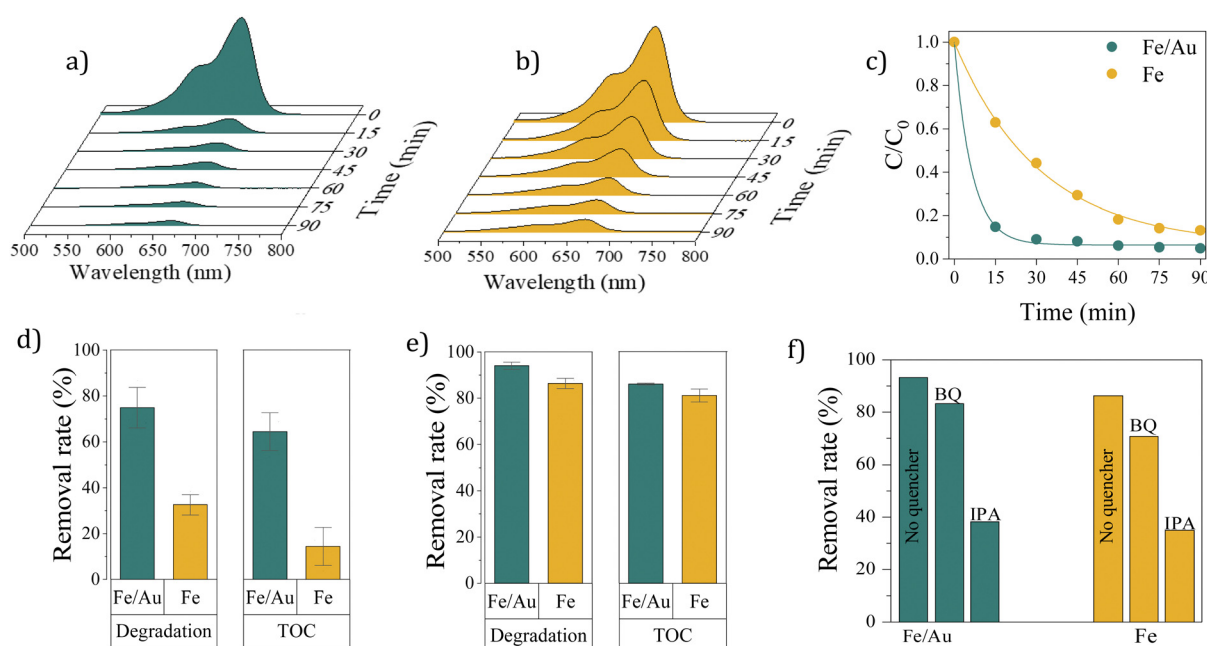 a)
0
15
30
45
60
75
90
Time (min)
500 550 600 650 700 750 800
Wavelength (nm)
b)
0
15
30
45
60
75
90
Time (min)
500 550 600 650 700 750 800
Wavelength (nm)
c)
Fe/Au
Fe
1.0
0.8
0.6
0.4
0.2
0.0
C/C0
0 15 30 45 60 75 90
Time (min)
d)
100
80
60
40
20
0
Removal rate (%)
Fe/Au Fe Fe/Au Fe
Degradation TOC
e)
100
80
60
40
20
0
Removal rate (%)
Fe/Au Fe Fe/Au Fe
Degradation TOC
f)
100
80
60
40
20
0
Removal rate (%)
No quencher
BQ
IPA
No quencher
BQ
IPA
Fe/Au Fe